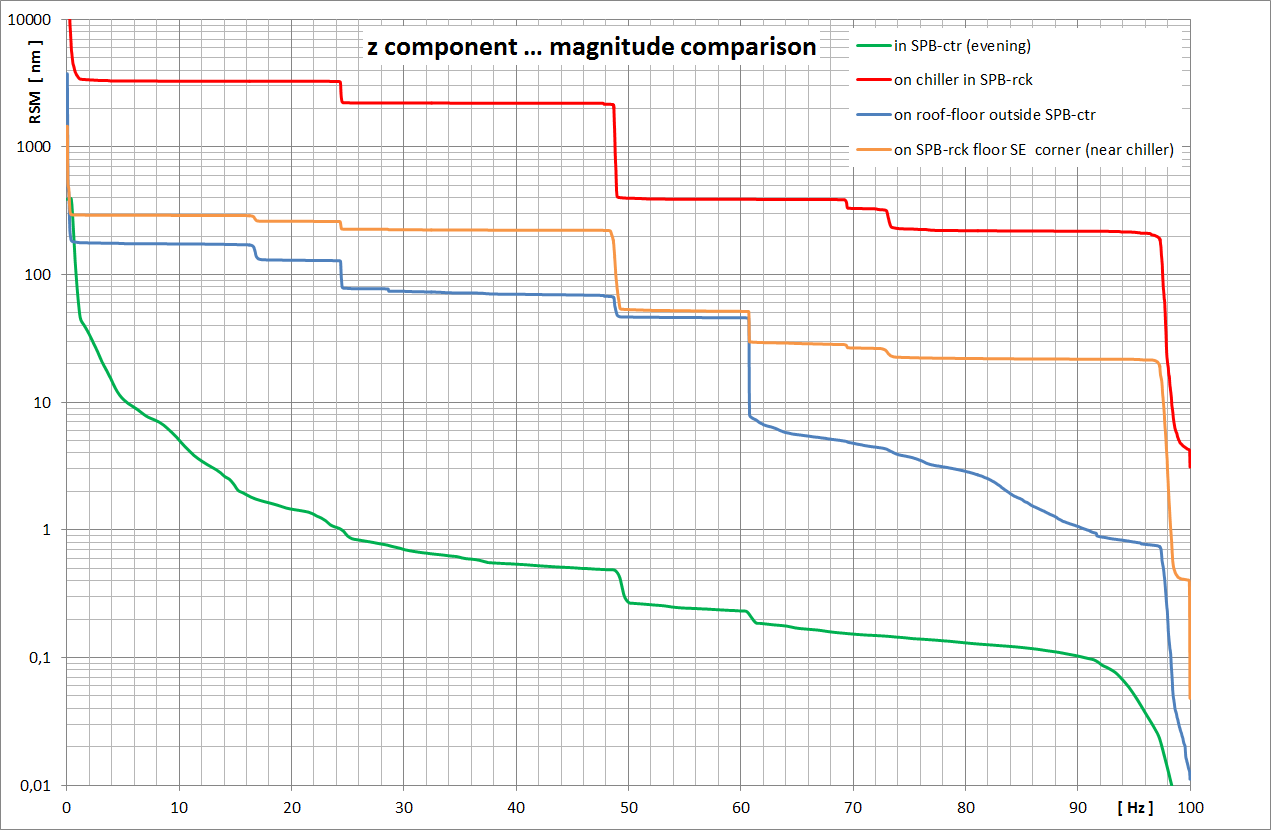 z component ... magnitude comparison
in SPB-ctr (evening)
on chiller in SPB-rck
on roof-floor outside SPB-ctr
on SPB-rck floor SE corner (near chiller)
RSM [ nm ]
10000
1000
100
10
1
0,1
0,01
0 10 20 30 40 50 60 70 80 90 [ Hz ] 100